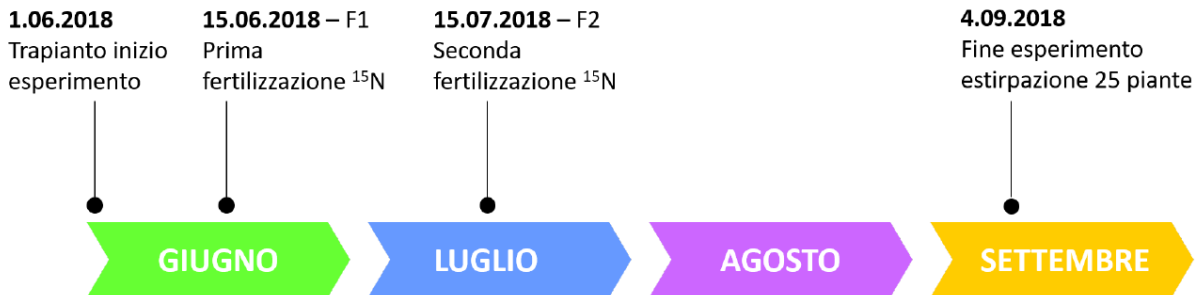 1.06.2018
Trapianto inizio
esperimento
15.06.2018 – F1
Prima
fertilizzazione ¹⁵N
15.07.2018 – F2
Seconda
fertilizzazione ¹⁵N
4.09.2018
Fine esperimento
estirpazione 25 piante
GIUGNO
LUGLIO
AGOSTO
SETTEMBRE